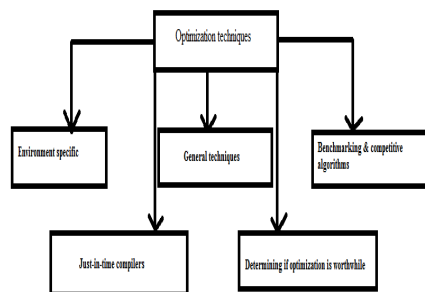 Optimization techniques
Environment specific
General techniques
Benchmarking & competitive
algorithms
Just-in-time compilers
Determining if optimization is worthwhile